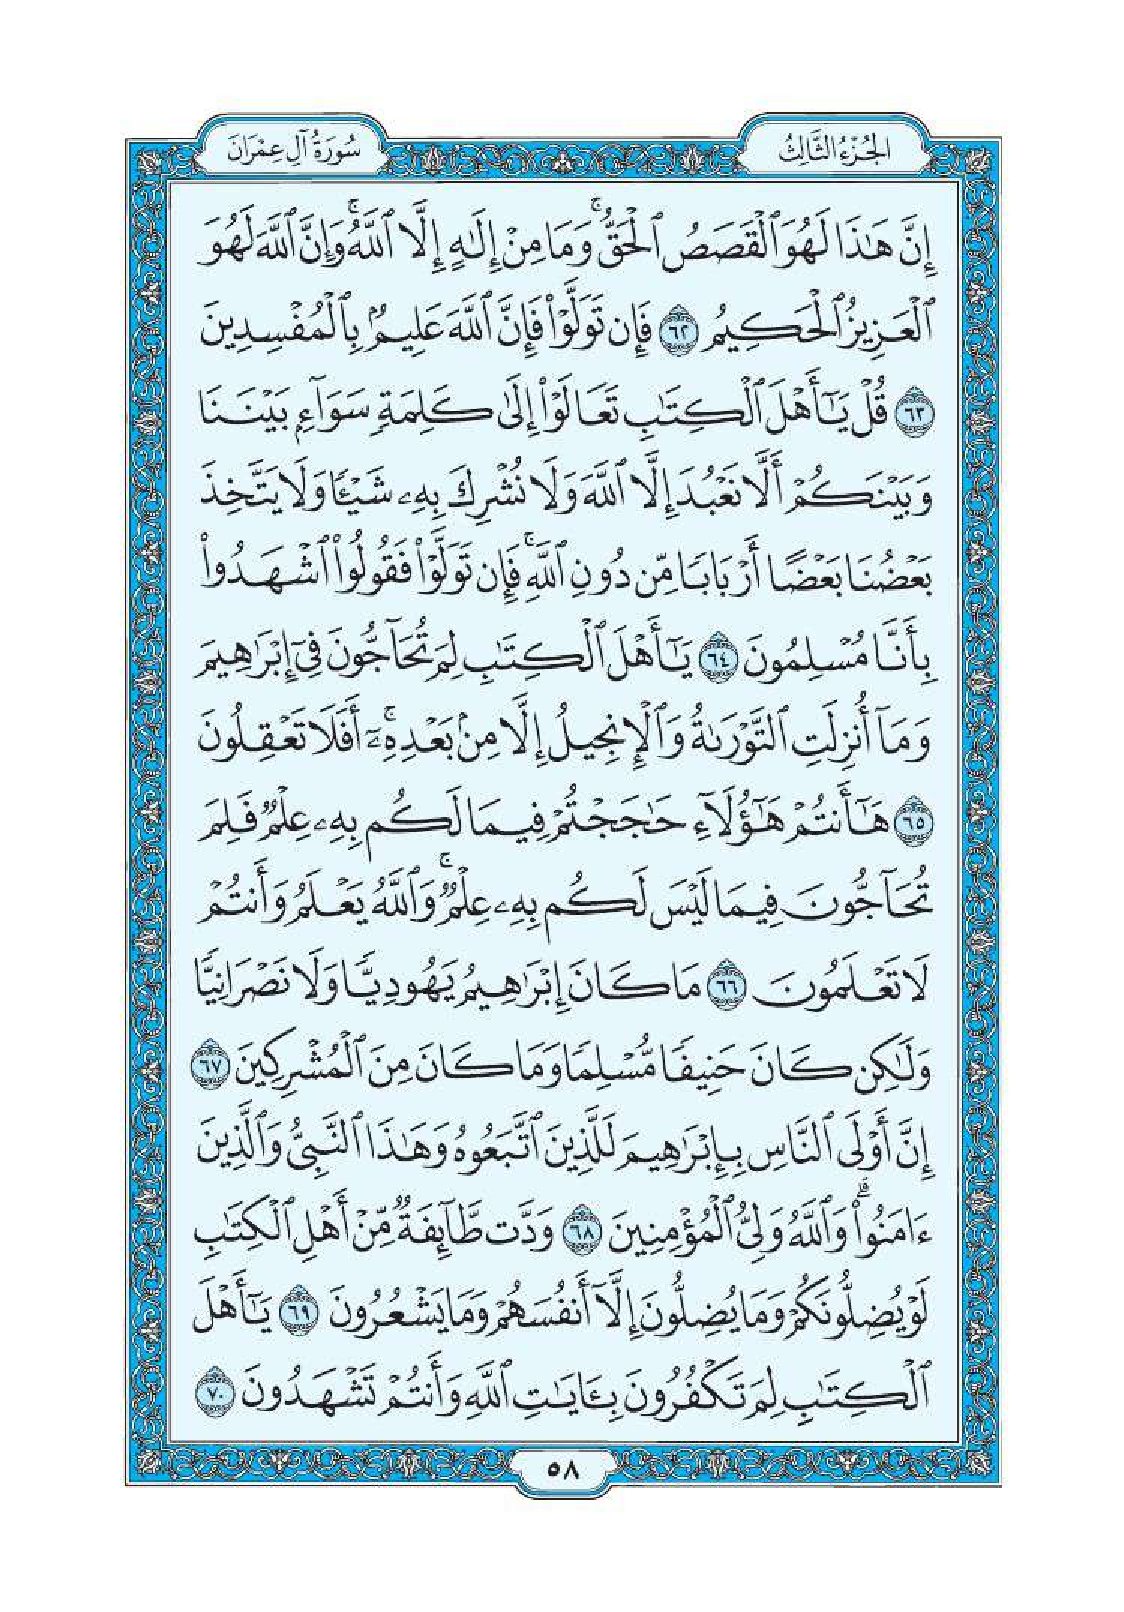 الجُزْءُ الثَّالِثُ
سُورَةُ آلِ عِمْرَانَ
إِنَّ هَٰذَا لَهُوَ ٱلْقَصَصُ ٱلْحَقُّ ۚ وَمَا مِنْ إِلَٰهٍ إِلَّا ٱللَّهُ ۚ وَإِنَّ ٱللَّهَ لَهُوَ
ٱلْعَزِيزُ ٱلْحَكِيمُ ٦٢ فَإِن تَوَلَّوْا۟ فَإِنَّ ٱللَّهَ عَلِيمٌۢ بِٱلْمُفْسِدِينَ
٦٣ قُلْ يَٰٓأَهْلَ ٱلْكِتَٰبِ تَعَالَوْا۟ إِلَىٰ كَلِمَةٍ سَوَآءٍۭ بَيْنَنَا
وَبَيْنَكُمْ أَلَّا نَعْبُدَ إِلَّا ٱللَّهَ وَلَا نُشْرِكَ بِهِۦ شَيْـًٔا وَلَا يَتَّخِذَ
بَعْضُنَا بَعْضًا أَرْبَابًا مِّن دُونِ ٱللَّهِ ۚ فَإِن تَوَلَّوْا۟ فَقُولُوا۟ ٱشْهَدُوا۟
بِأَنَّا مُسْلِمُونَ ٦٤ يَٰٓأَهْلَ ٱلْكِتَٰبِ لِمَ تُحَآجُّونَ فِىٓ إِبْرَٰهِيمَ
وَمَآ أُنزِلَتِ ٱلتَّوْرَىٰةُ وَٱلْإِنجِيلُ إِلَّا مِنۢ بَعْدِهِۦٓ ۚ أَفَلَا تَعْقِلُونَ
٦٥ هَٰٓأَنتُمْ هَٰٓؤُلَآءِ حَٰجَجْتُمْ فِيمَا لَكُم بِهِۦ عِلْمٌ فَلِمَ
تُحَآجُّونَ فِيمَا لَيْسَ لَكُم بِهِۦ عِلْمٌ ۚ وَٱللَّهُ يَعْلَمُ وَأَنتُمْ
لَا تَعْلَمُونَ ٦٦ مَا كَانَ إِبْرَٰهِيمُ يَهُودِيًّا وَلَا نَصْرَانِيًّا
وَلَٰكِن كَانَ حَنِيفًا مُّسْلِمًا وَمَا كَانَ مِنَ ٱلْمُشْرِكِينَ ٦٧
إِنَّ أَوْلَى ٱلنَّاسِ بِإِبْرَٰهِيمَ لَلَّذِينَ ٱتَّبَعُوهُ وَهَٰذَا ٱلنَّبِىُّ وَٱلَّذِينَ
ءَامَنُوا۟ ۗ وَٱللَّهُ وَلِىُّ ٱلْمُؤْمِنِينَ ٦٨ وَدَّت طَّآئِفَةٌ مِّنْ أَهْلِ ٱلْكِتَٰبِ
لَوْ يُضِلُّونَكُمْ وَمَا يُضِلُّونَ إِلَّآ أَنفُسَهُمْ وَمَا يَشْعُرُونَ ٦٩ يَٰٓأَهْلَ
ٱلْكِتَٰبِ لِمَ تَكْفُرُونَ بِـَٔايَٰتِ ٱللَّهِ وَأَنتُمْ تَشْهَدُونَ ٧٠
٥٨